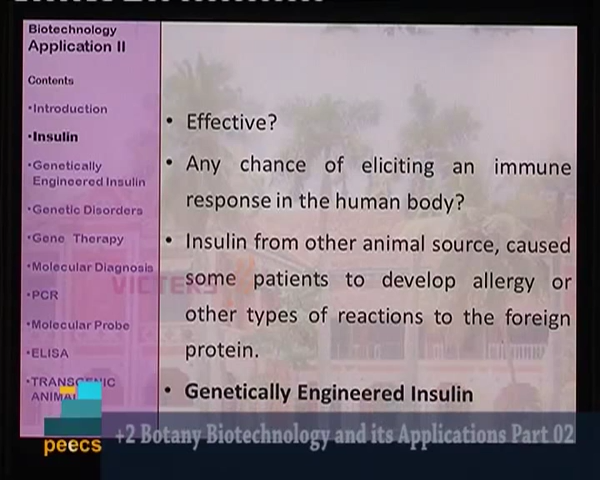 Biotechnology
Application II
Contents
•Introduction
•Insulin
•Genetically
Engineered Insulin
•Genetic Disorders
•Gene Therapy
•Molecular Diagnosis
•PCR
•Molecular Probe
•ELISA
•TRANSGENIC
ANIMAL
• Effective?
• Any chance of eliciting an immune
response in the human body?
• Insulin from other animal source, caused
some patients to develop allergy or
other types of reactions to the foreign
protein.
• Genetically Engineered Insulin
VICTERS
peecs
+2 Botany Biotechnology and its Applications Part 02